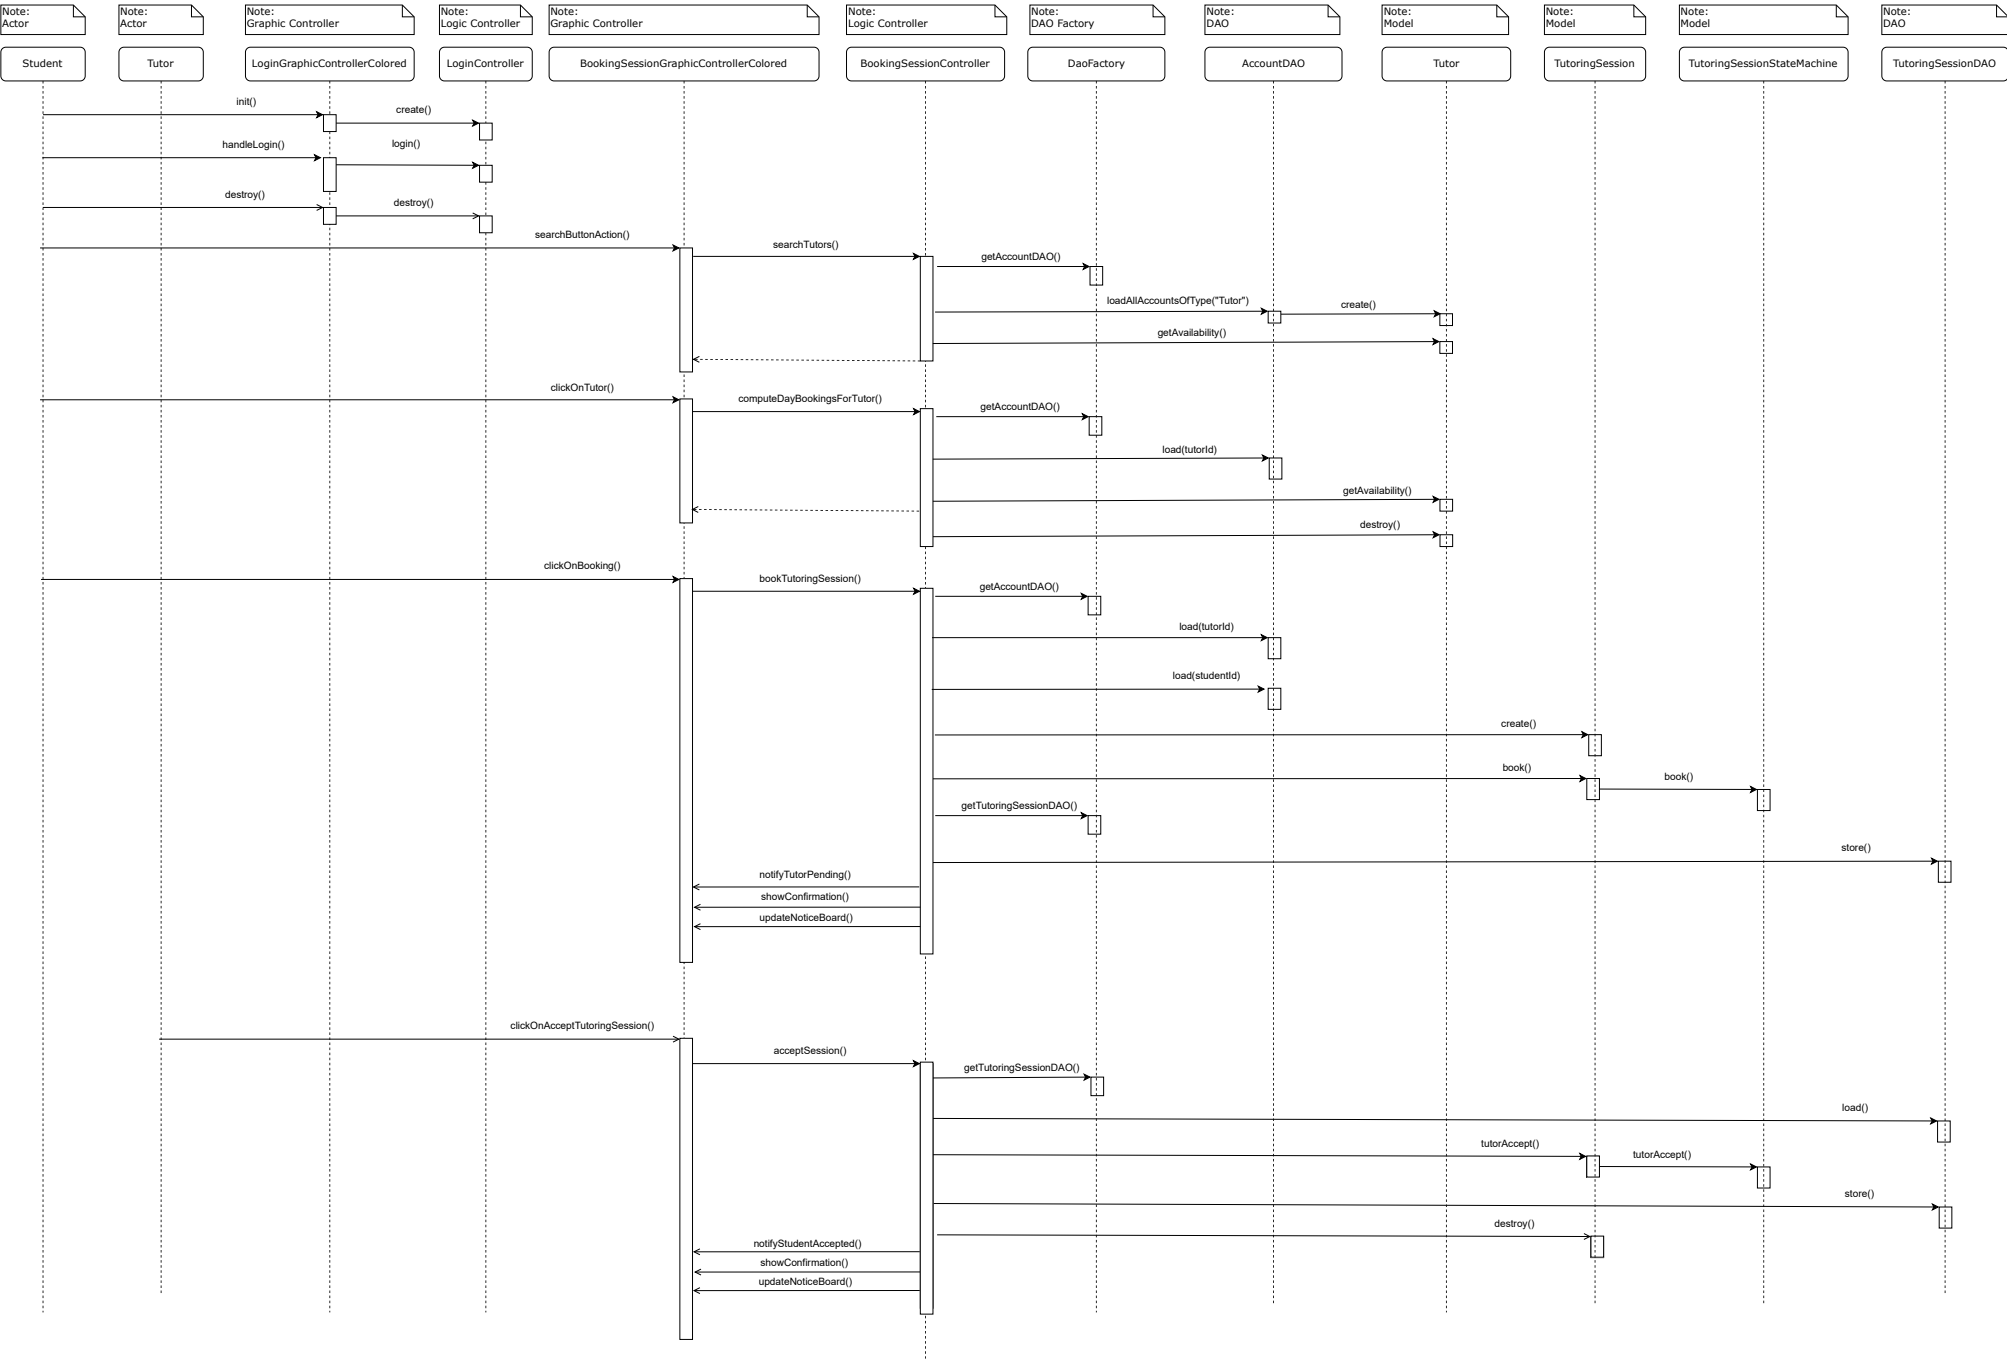 Note:
Actor
Note:
Actor
Note:
Graphic Controller
Note:
Logic Controller
Note:
Graphic Controller
Note:
Logic Controller
Note:
DAO Factory
Note:
DAO
Note:
Model
Note:
Model
Note:
Model
Note:
DAO
Student
Tutor
LoginGraphicControllerColored
LoginController
BookingSessionGraphicControllerColored
BookingSessionController
DaoFactory
AccountDAO
Tutor
TutoringSession
TutoringSessionStateMachine
TutoringSessionDAO
init()
create()
handleLogin()
login()
destroy()
destroy()
searchButtonAction()
searchTutors()
getAccountDAO()
loadAllAccountsOfType("Tutor")
create()
getAvailability()
clickOnTutor()
computeDayBookingsForTutor()
getAccountDAO()
load(tutorId)
getAvailability()
destroy()
clickOnBooking()
bookTutoringSession()
getAccountDAO()
load(tutorId)
load(studentId)
create()
book()
book()
getTutoringSessionDAO()
store()
notifyTutorPending()
showConfirmation()
updateNoticeBoard()
clickOnAcceptTutoringSession()
acceptSession()
getTutoringSessionDAO()
load()
tutorAccept()
tutorAccept()
store()
destroy()
notifyStudentAccepted()
showConfirmation()
updateNoticeBoard()